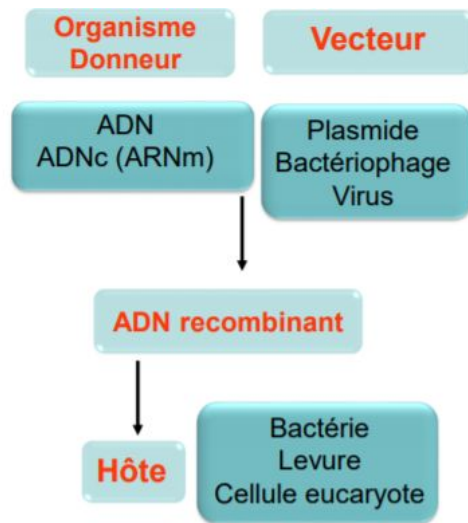 Organisme
Donneur
Vecteur
ADN
ADNc (ARNm)
Plasmide
Bactériophage
Virus
ADN recombinant
Hôte
Bactérie
Levure
Cellule eucaryote